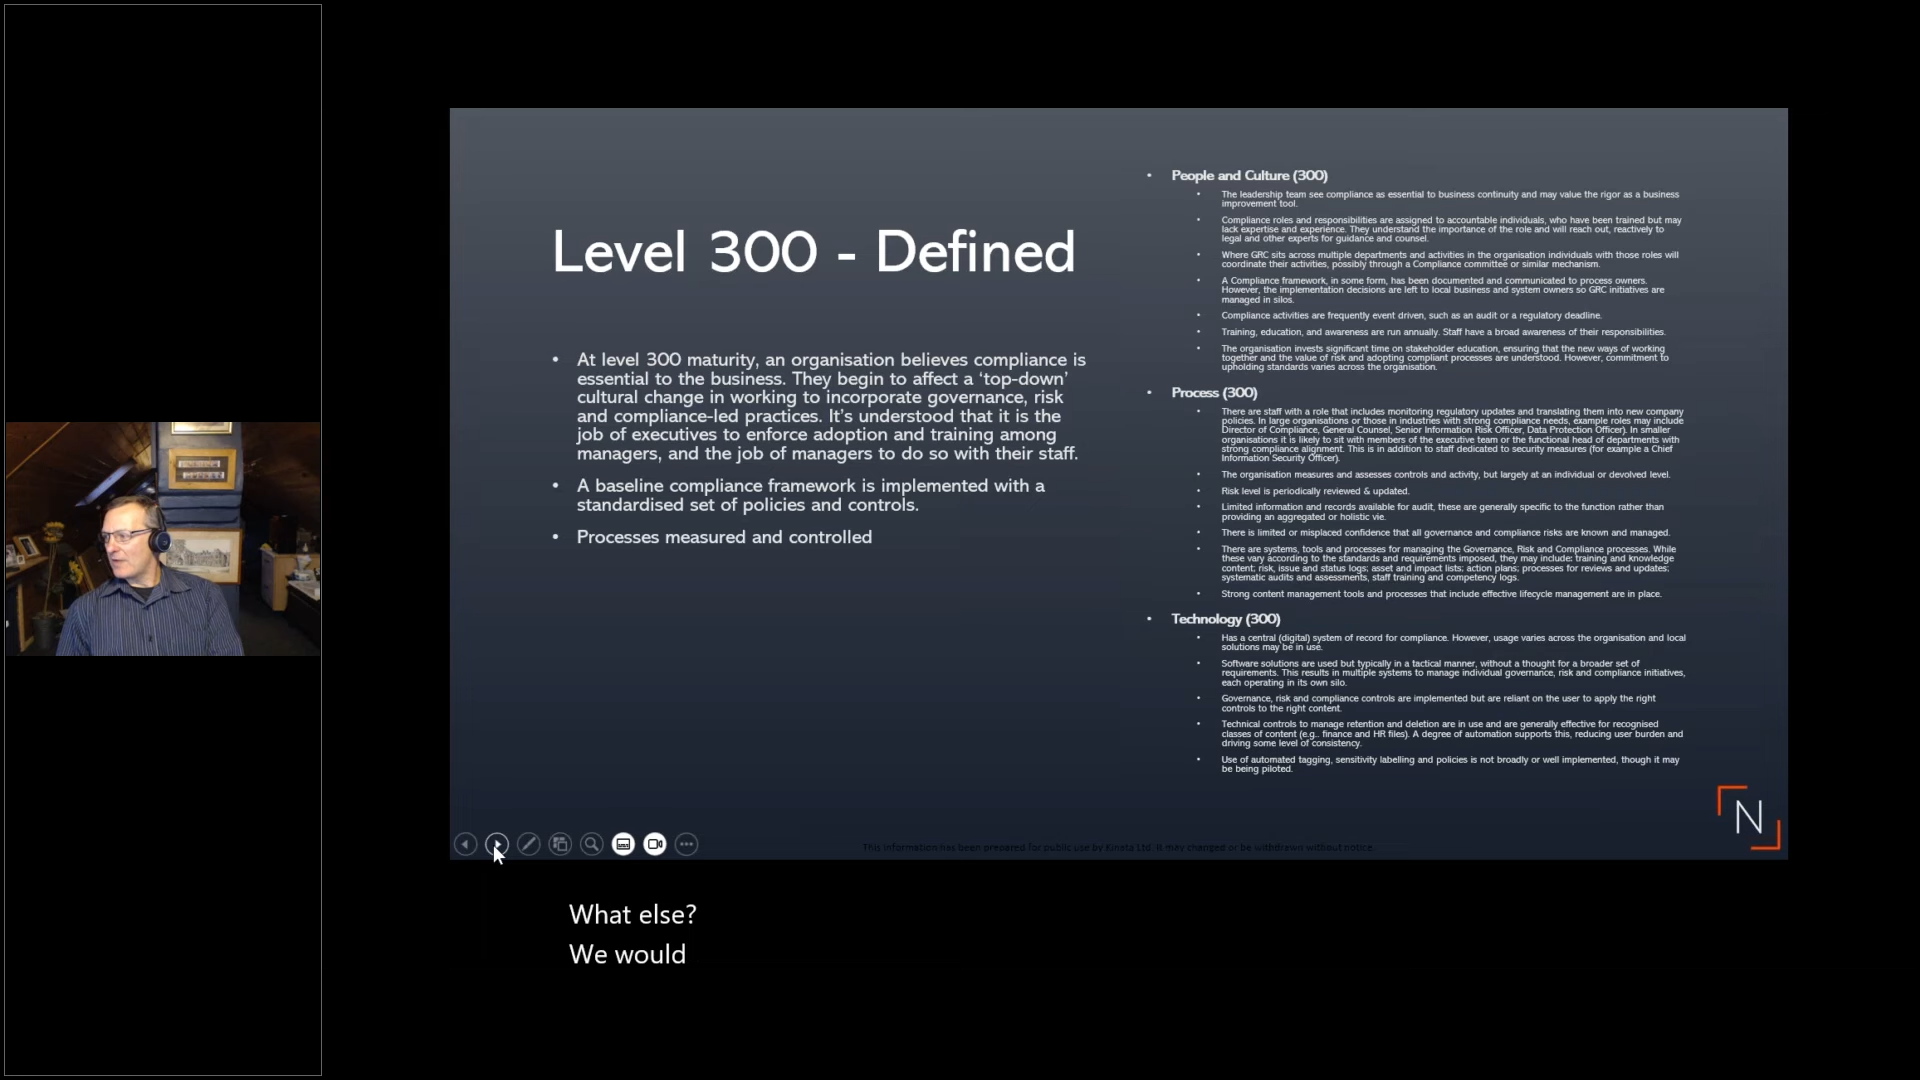 Level 300 - Defined
• At level 300 maturity, an organisation believes compliance is
essential to the business. They begin to affect a ‘top-down’
cultural change in working to incorporate governance, risk
and compliance-led practices. It’s understood that it is the
job of executives to enforce adoption and training among
managers, and the job of managers to do so with their staff.
• A baseline compliance framework is implemented with a
standardised set of policies and controls.
• Processes measured and controlled
• People and Culture (300)
• The leadership team see compliance as essential to business continuity and may value the rigor as a business
improvement tool.
• Compliance roles and responsibilities are assigned to accountable individuals, who have been trained but may
lack expertise and experience. They understand the importance of the role and will reach out, reactively to
legal and other experts for guidance and counsel.
• Where GRC sits across multiple departments and activities in the organisation individuals with those roles will
coordinate their activities, possibly through a Compliance committee or similar mechanism.
• A Compliance framework, in some form, has been documented and communicated to process owners.
However, the implementation decisions are left to local business and system owners so GRC initiatives are
managed in silos.
• Compliance activities are frequently event driven, such as an audit or a regulatory deadline.
• Training, education, and awareness are run annually. Staff have a broad awareness of their responsibilities.
• The organisation invests significant time on stakeholder education, ensuring that the new ways of working
together and the value of risk and adopting compliant processes are understood. However, commitment to
upholding standards varies across the organisation.
• Process (300)
• There are staff with a role that includes monitoring regulatory updates and translating them into new company
policies. In large organisations or those in industries with strong compliance needs, example roles may include
Director of Compliance, General Counsel, Senior Information Risk Officer, Data Protection Officer). In smaller
organisations it is likely to sit with members of the executive team or the functional head of departments with
strong compliance alignment. This is in addition to staff dedicated to security measures (for example a Chief
Information Security Officer).
• The organisation measures and assesses controls and activity, but largely at an individual or devolved level.
• Risk level is periodically reviewed & updated.
• Limited information and records available for audit, these are generally specific to the function rather than
providing an aggregated or holistic vie.
• There is limited or misplaced confidence that all governance and compliance risks are known and managed.
• There are systems, tools and processes for managing the Governance, Risk and Compliance processes. While
these vary according to the standards and requirements imposed, they may include: training and knowledge
content; risk, issue and status logs; asset and impact lists; action plans; processes for reviews and updates;
systematic audits and assessments, staff training and competency logs.
• Strong content management tools and processes that include effective lifecycle management are in place.
• Technology (300)
• Has a central (digital) system of record for compliance. However, usage varies across the organisation and local
solutions may be in use.
• Software solutions are used but typically in a tactical manner, without a thought for a broader set of
requirements. This results in multiple systems to manage individual governance, risk and compliance initiatives,
each operating in its own silo.
• Governance, risk and compliance controls are implemented but are reliant on the user to apply the right
controls to the right content.
• Technical controls to manage retention and deletion are in use and are generally effective for recognised
classes of content (e.g.. finance and HR files). A degree of automation supports this, reducing user burden and
driving some level of consistency.
• Use of automated tagging, sensitivity labelling and policies is not broadly or well implemented, though it may
be being piloted.
N
This information has been prepared for public use by Kinata Ltd. It may changed or be withdrawn without notice
What else?
We would